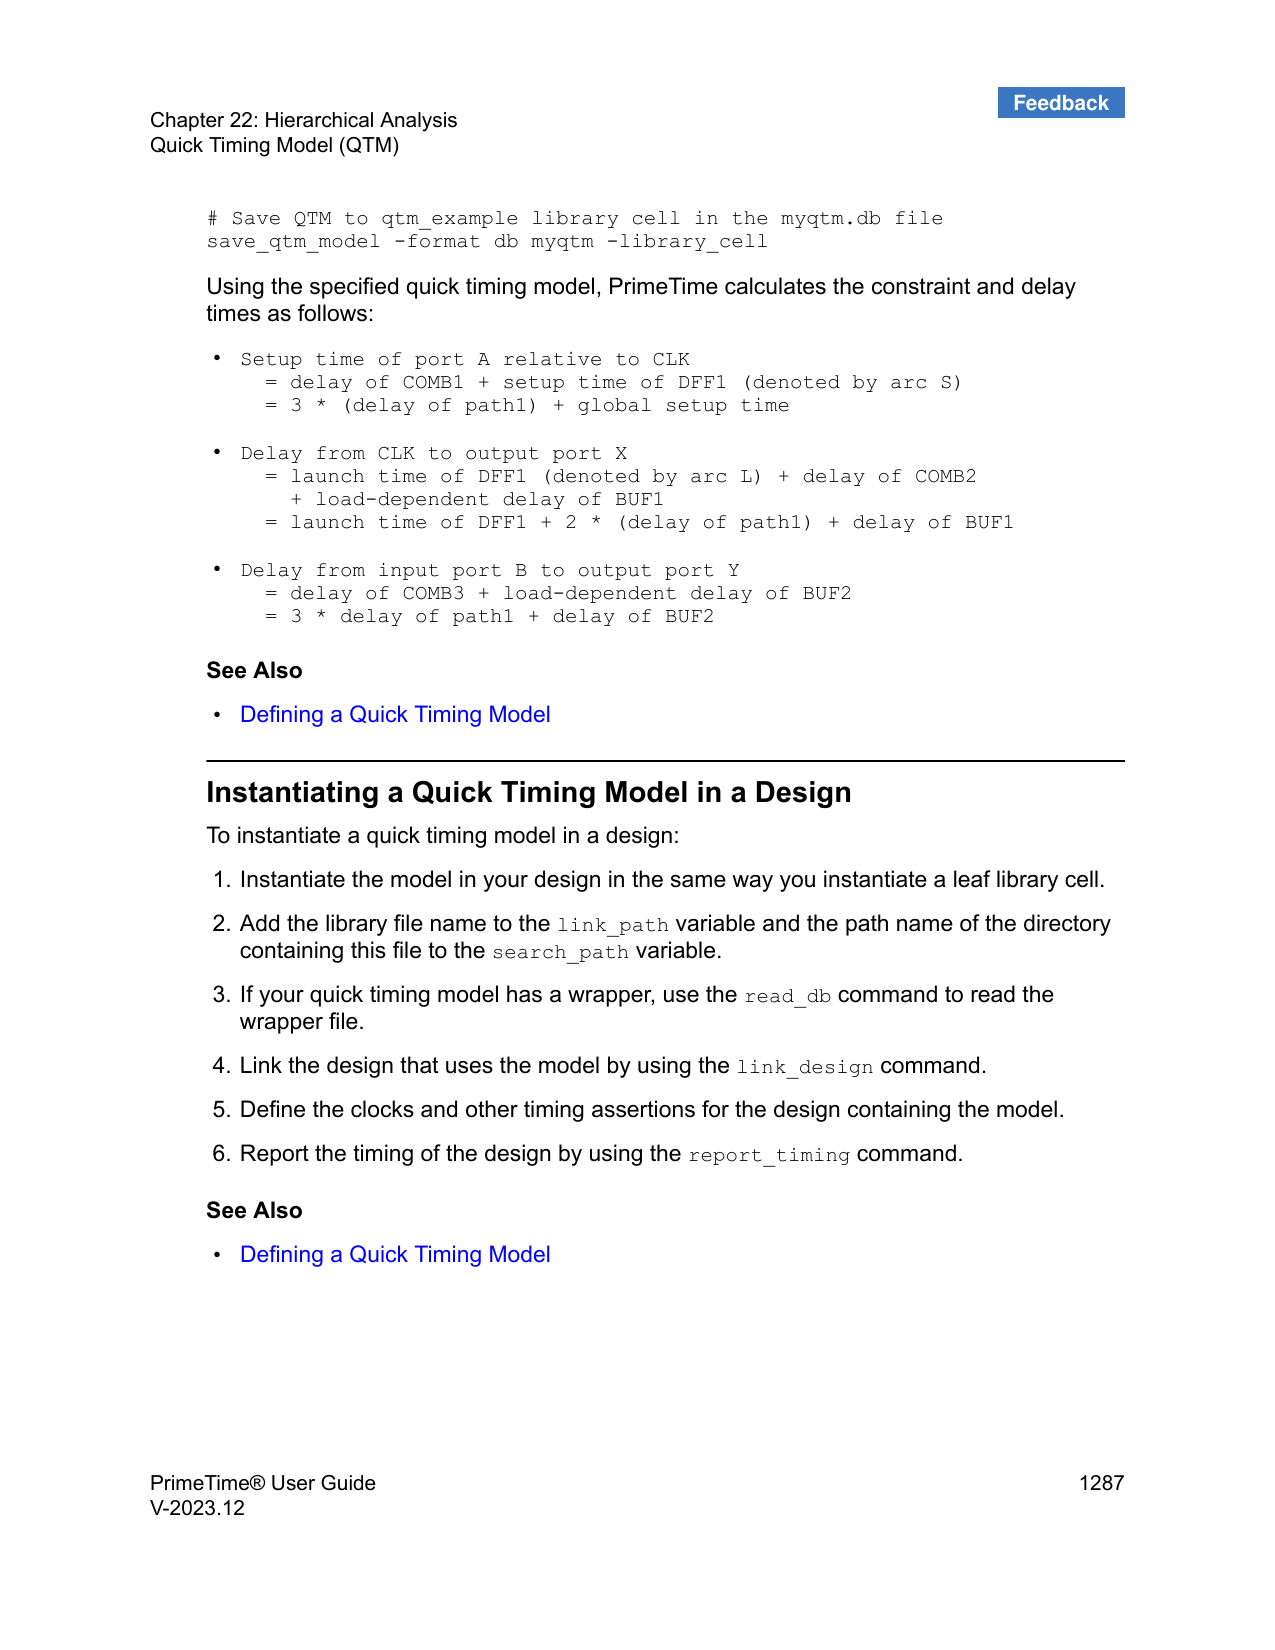 Feedback
Chapter 22: Hierarchical Analysis
Quick Timing Model (QTM)
# Save QTM to qtm_example library cell in the myqtm.db file
save_qtm_model -format db myqtm -library_cell
Using the specified quick timing model, PrimeTime calculates the constraint and delay
times as follows:
• Setup time of port A relative to CLK
= delay of COMB1 + setup time of DFF1 (denoted by arc S)
= 3 * (delay of path1) + global setup time
• Delay from CLK to output port X
= launch time of DFF1 (denoted by arc L) + delay of COMB2
+ load-dependent delay of BUF1
= launch time of DFF1 + 2 * (delay of path1) + delay of BUF1
• Delay from input port B to output port Y
= delay of COMB3 + load-dependent delay of BUF2
= 3 * delay of path1 + delay of BUF2
See Also
• Defining a Quick Timing Model
Instantiating a Quick Timing Model in a Design
To instantiate a quick timing model in a design:
1. Instantiate the model in your design in the same way you instantiate a leaf library cell.
2. Add the library file name to the link_path variable and the path name of the directory
containing this file to the search_path variable.
3. If your quick timing model has a wrapper, use the read_db command to read the
wrapper file.
4. Link the design that uses the model by using the link_design command.
5. Define the clocks and other timing assertions for the design containing the model.
6. Report the timing of the design by using the report_timing command.
See Also
• Defining a Quick Timing Model
PrimeTime® User Guide
1287
V-2023.12